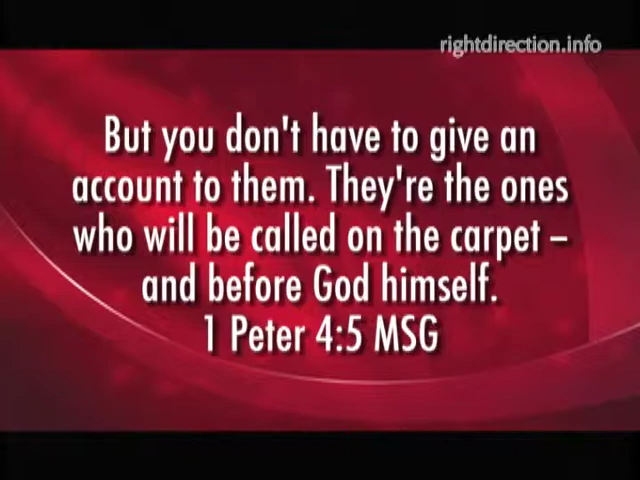 rightdirection.info
But you don't have to give an
account to them. They're the ones
who will be called on the carpet –
and before God himself.
1 Peter 4:5 MSG